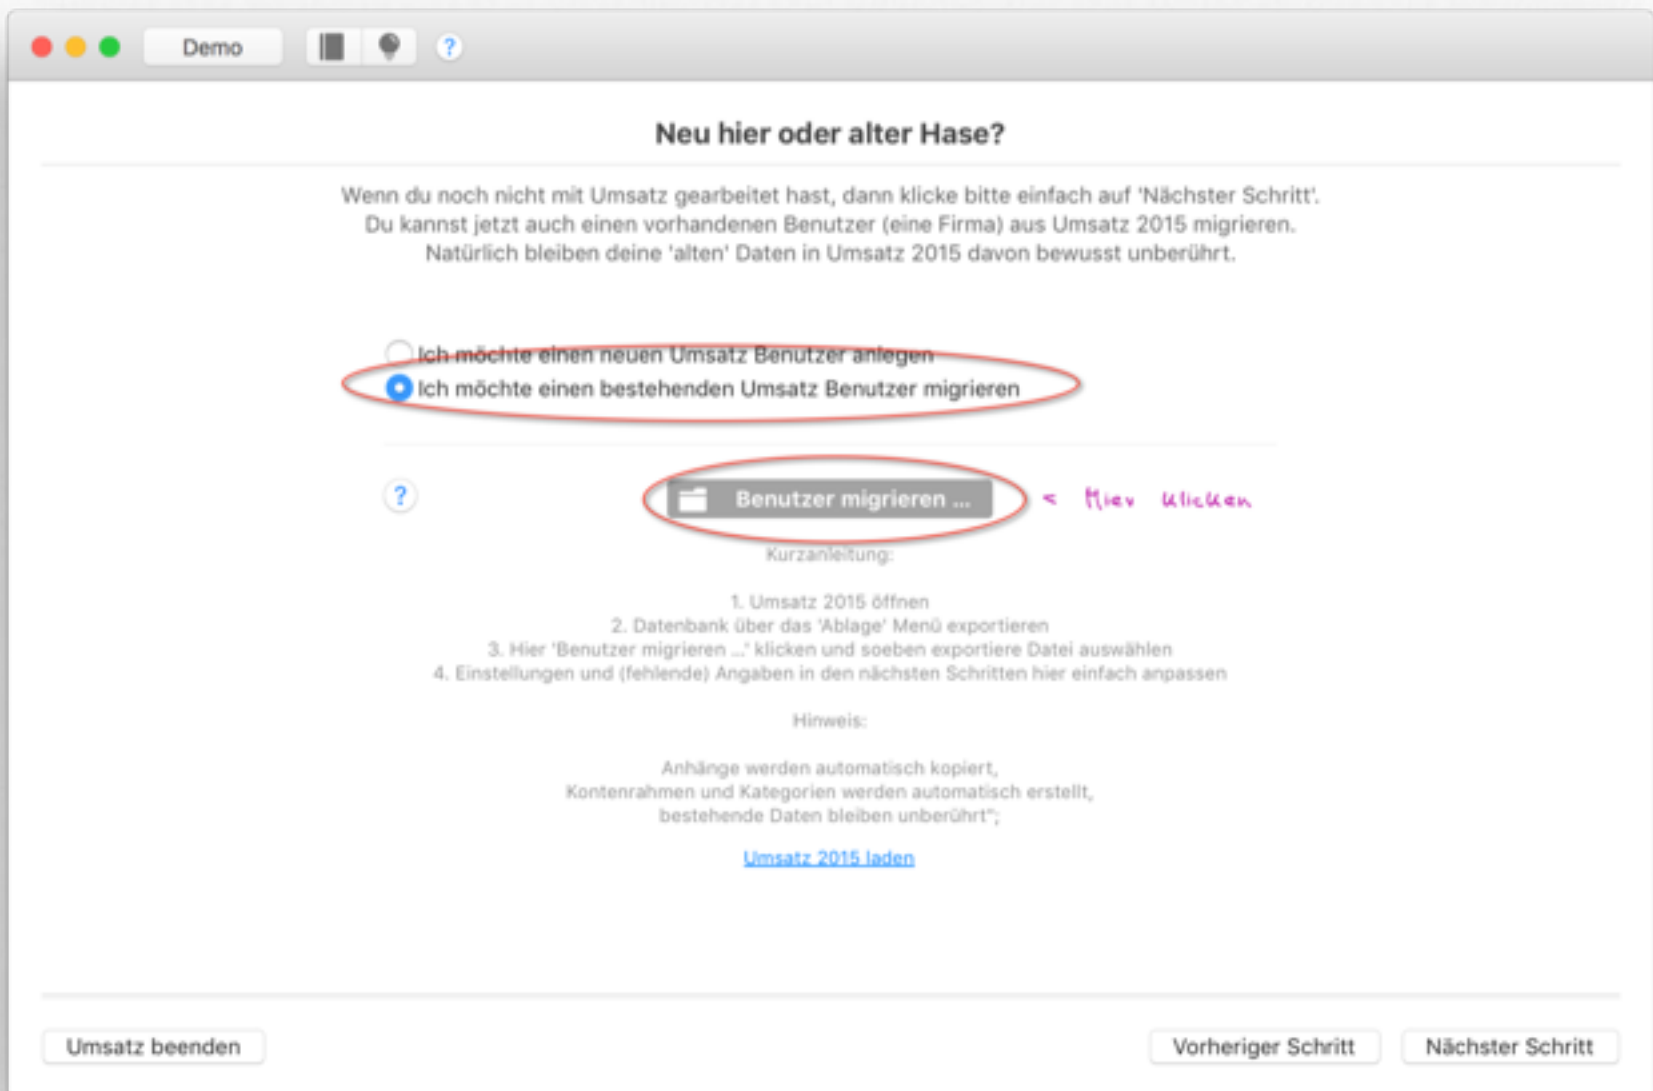 Demo
?
Neu hier oder alter Hase?
Wenn du noch nicht mit Umsatz gearbeitet hast, dann klicke bitte einfach auf 'Nächster Schritt'.
Du kannst jetzt auch einen vorhandenen Benutzer (eine Firma) aus Umsatz 2015 migrieren.
Natürlich bleiben deine 'alten' Daten in Umsatz 2015 davon bewusst unberührt.
Ich möchte einen neuen Umsatz Benutzer anlegen
Ich möchte einen bestehenden Umsatz Benutzer migrieren
? Benutzer migrieren ... < Hier klicken
Kurzanleitung:
1. Umsatz 2015 öffnen
2. Datenbank über das 'Ablage' Menü exportieren
3. Hier 'Benutzer migrieren ...' klicken und soeben exportiere Datei auswählen
4. Einstellungen und (fehlende) Angaben in den nächsten Schritten hier einfach anpassen
Hinweis:
Anhänge werden automatisch kopiert,
Kontenrahmen und Kategorien werden automatisch erstellt,
bestehende Daten bleiben unberührt";
Umsatz 2015 laden
Umsatz beenden Vorheriger Schritt Nächster Schritt